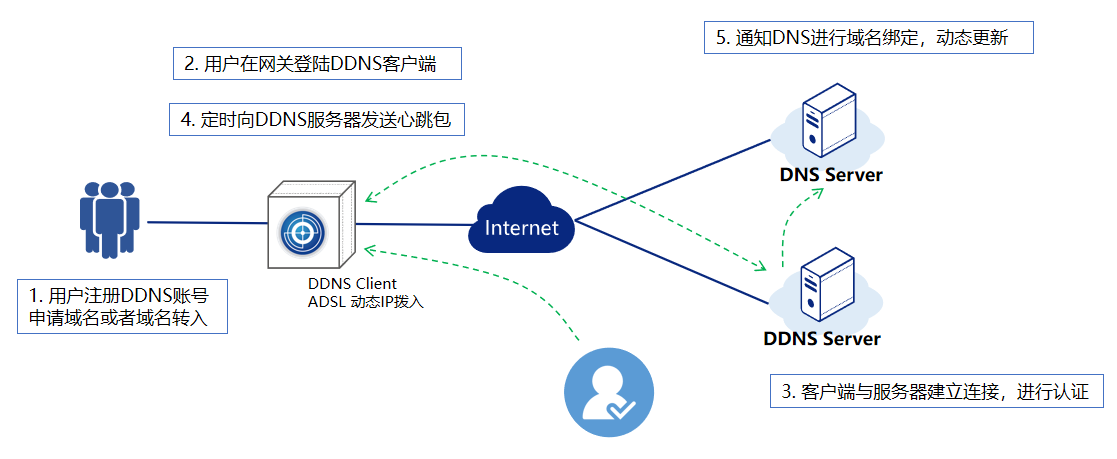 5. 通知DNS进行域名绑定，动态更新
2. 用户在网关登陆DDNS客户端
4. 定时向DDNS服务器发送心跳包
DNS Server
Internet
DDNS Client
ADSL 动态IP拨入
1. 用户注册DDNS账号
申请域名或者域名转入
DDNS Server
3. 客户端与服务器建立连接，进行认证